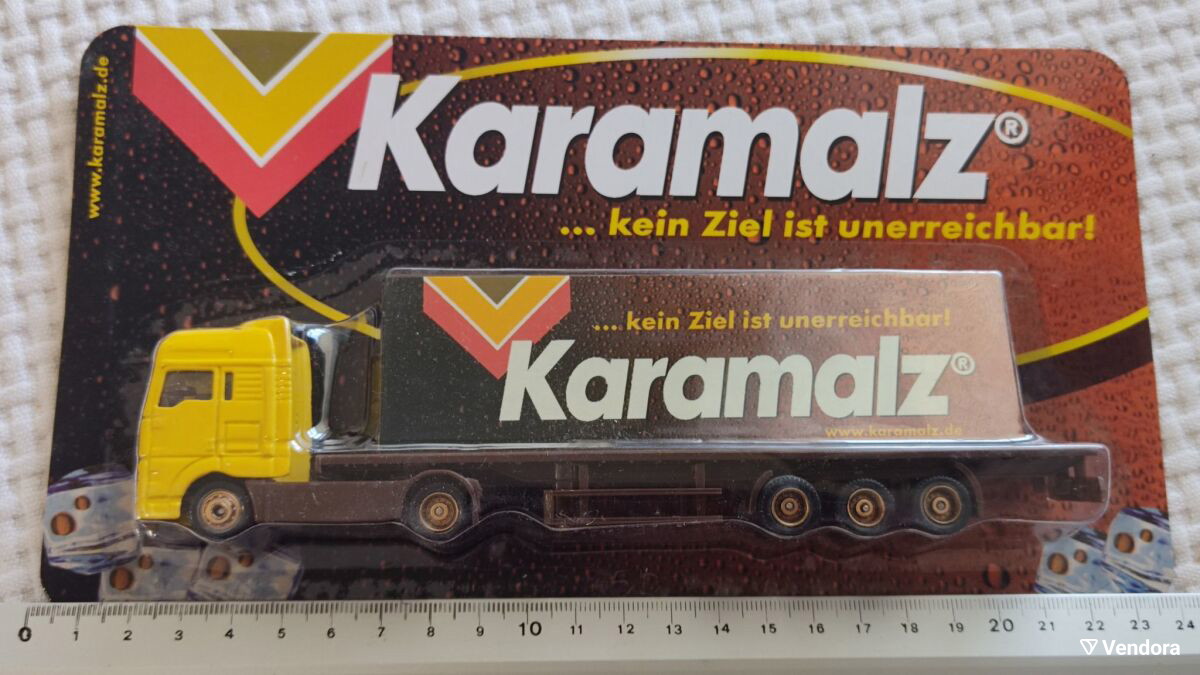 www.karamalz.de
Karamalz®
... kein Ziel ist unerreichbar!
... kein Ziel ist unerreichbar!
Karamalz®
www.karamalz.de
0 1 2 3 4 5 6 7 8 9 10 11 12 13 14 15 16 17 18 19 20 21 22 23 24
Vendora